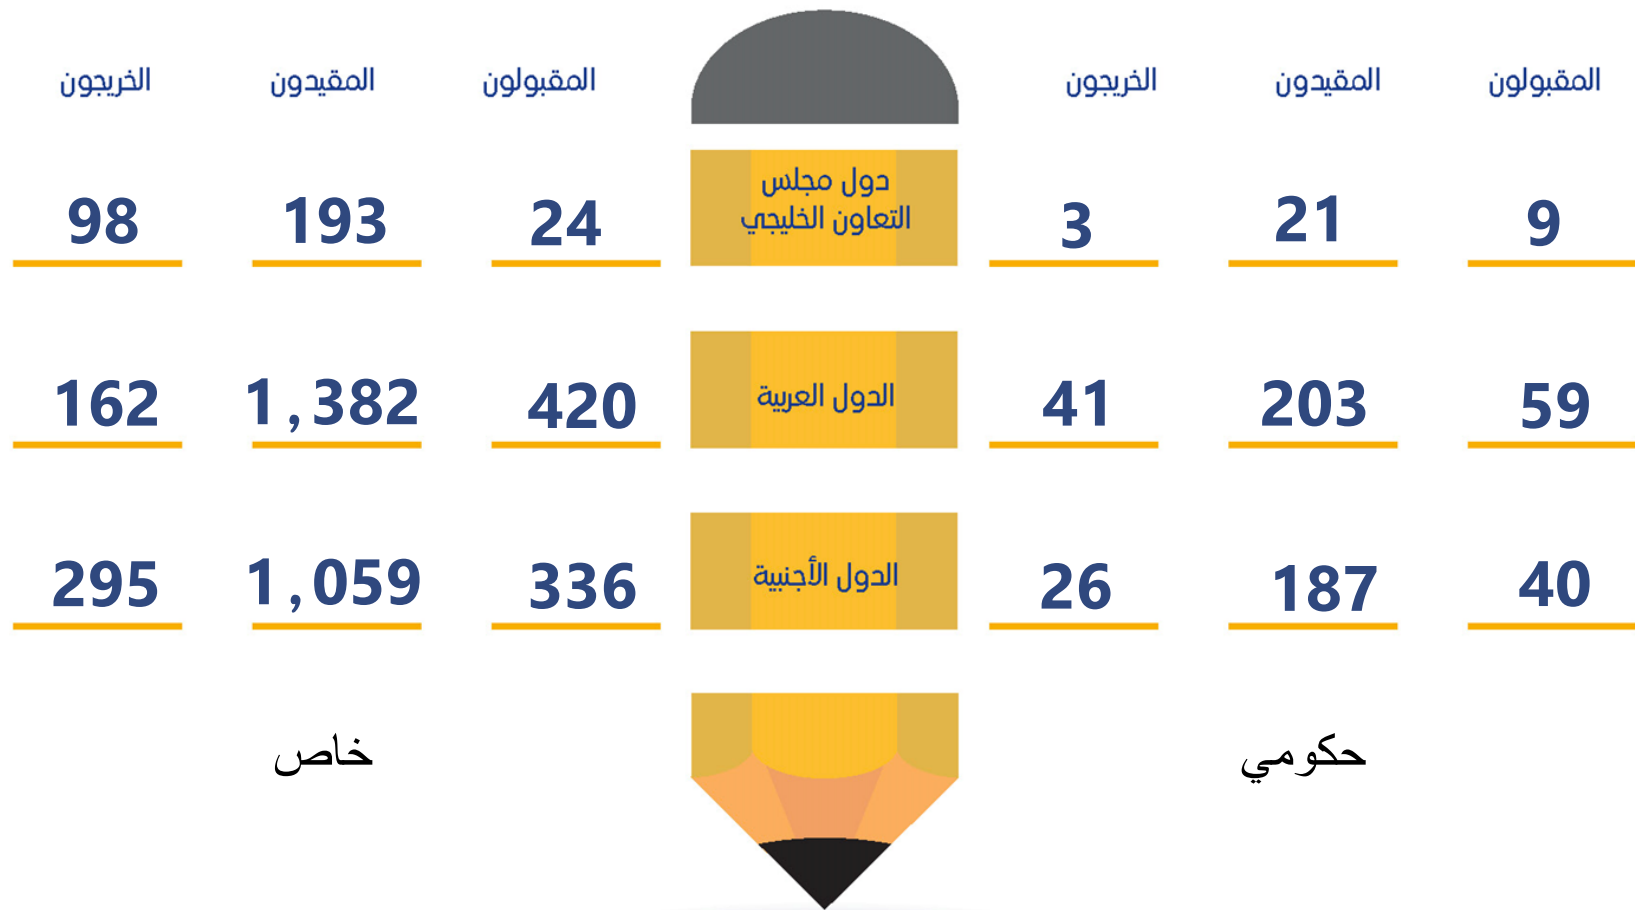 المقبولون المقيدون الخريجون المقبولون المقيدون الخريجون
9 21 3 دول مجلس التعاون الخليجي 24 193 98
59 203 41 الدول العربية 420 1,382 162
40 187 26 الدول الأجنبية 336 1,059 295
حكومي خاص